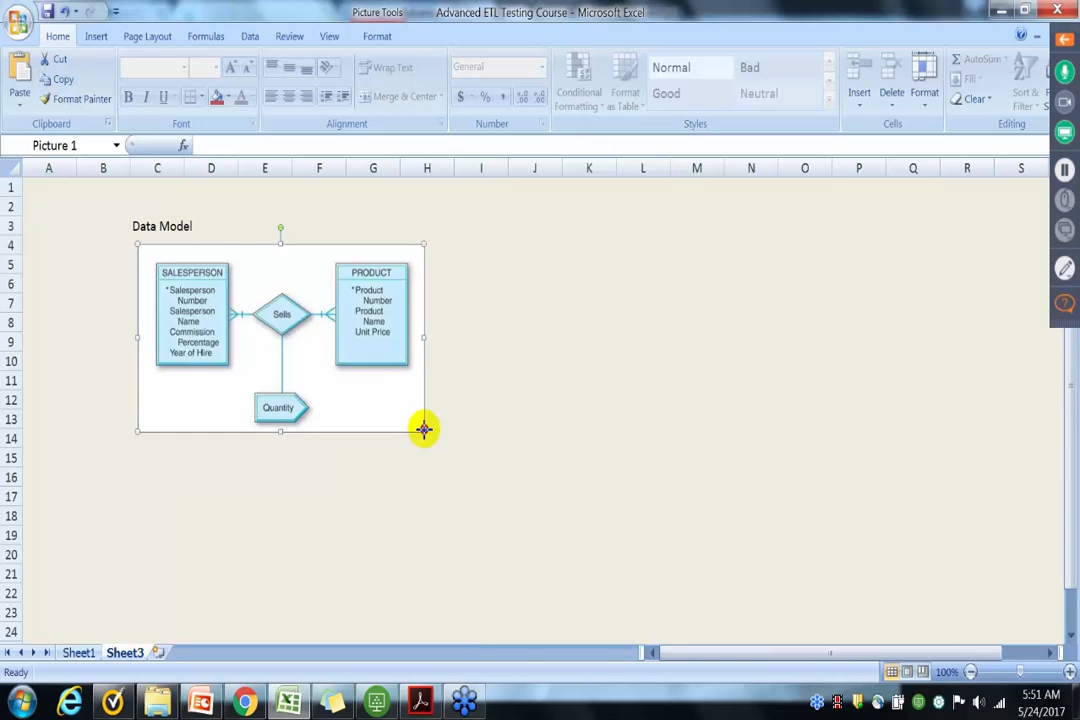 Picture Tools
Advanced ETL Testing Course - Microsoft Excel
Home Insert Page Layout Formulas Data Review View Format
Paste
Cut
Copy
Format Painter
Clipboard
B I U
A A
Font
Wrap Text
Merge & Center
Alignment
General
$ % ,
Number
Conditional Formatting
Format as Table
Normal Bad
Good Neutral
Styles
Insert Delete Format
Cells
AutoSum
Fill
Clear
Sort &
Filter
Editing
Picture 1
fx
A B C D E F G H I J K L M N O P Q R S
1
2
3
Data Model
4
5
6
7
8
9
10
11
12
13
14
15
16
17
18
19
20
21
22
23
24
SALESPERSON
*Salesperson
Number
Salesperson
Name
Commission
Percentage
Year of Hire
Sells
PRODUCT
*Product
Number
Product
Name
Unit Price
Quantity
Sheet1 Sheet3
Ready
100%
5:51 AM
5/24/2017